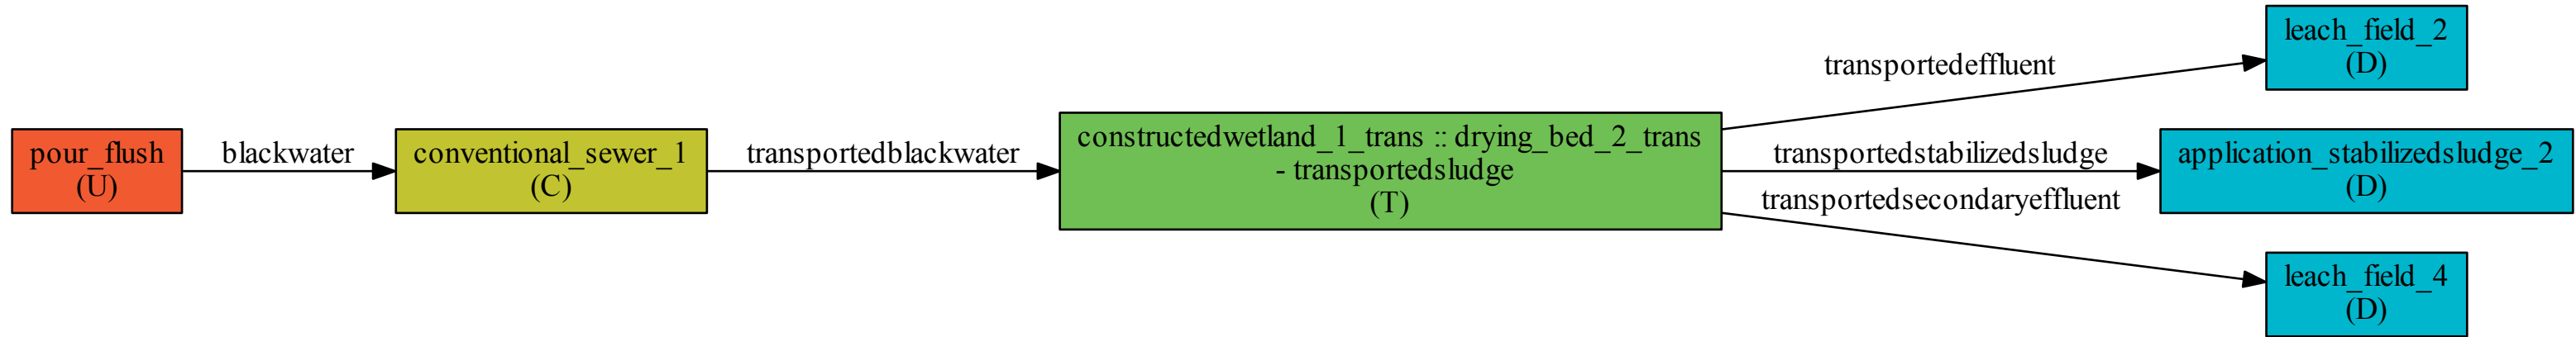 pour_flush
(U)
blackwater
conventional_sewer_1
(C)
transportedblackwater
constructedwetland_1_trans :: drying_bed_2_trans
- transportedsludge
(T)
transportedeffluent
transportedstabilizedsludge
transportedsecondaryeffluent
leach_field_2
(D)
application_stabilizedsludge_2
(D)
leach_field_4
(D)